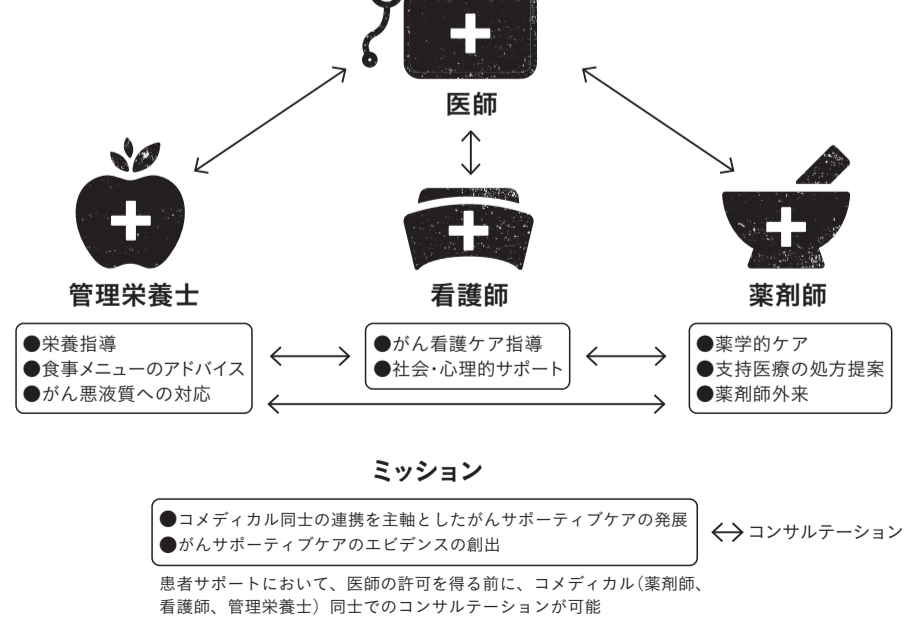 医師
管理栄養士
看護師
薬剤師
●栄養指導
●食事メニューのアドバイス
●がん悪液質への対応
●がん看護ケア指導
●社会・心理的サポート
●薬学的ケア
●支持医療の処方提案
●薬剤師外来
ミッション
●コメディカル同士の連携を主軸としたがんサポーティブケアの発展
●がんサポーティブケアのエビデンスの創出
コンサルテーション
患者サポートにおいて、医師の許可を得る前に、コメディカル（薬剤師、
看護師、管理栄養士）同士でのコンサルテーションが可能